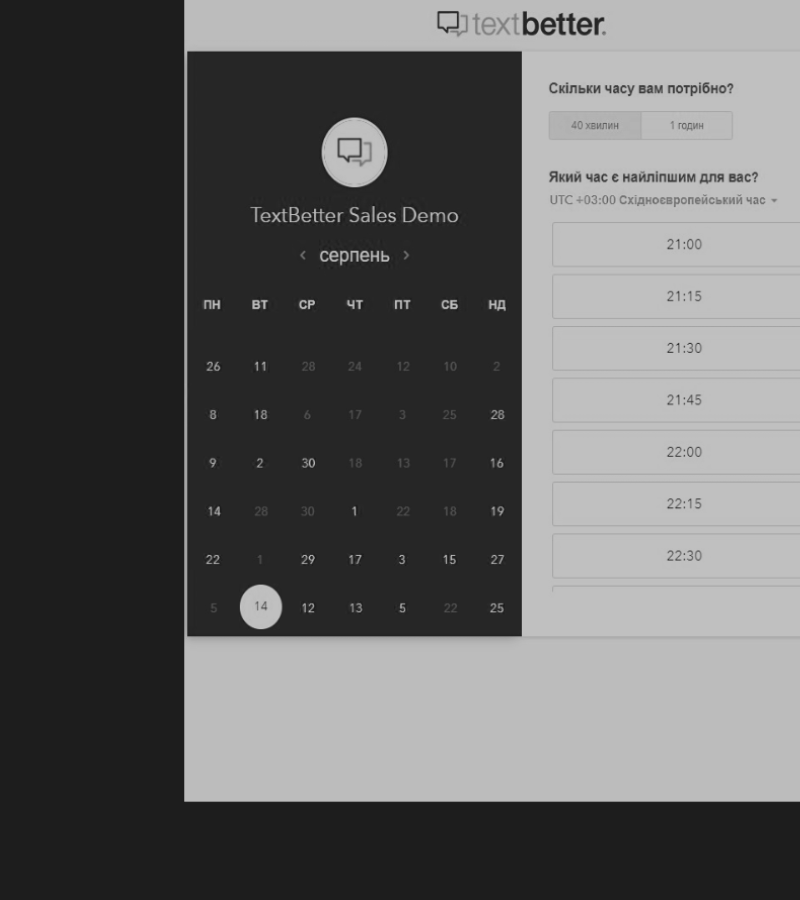 textbetter.
TextBetter Sales Demo
‹ серпень ›
ПН ВТ СР ЧТ ПТ СБ НД
26 11 28 24 12 10 2
8 18 6 17 3 25 28
9 2 30 18 13 17 16
14 28 30 1 22 18 19
22 1 29 17 3 15 27
5 14 12 13 5 22 25
Скільки часу вам потрібно?
40 хвилин 1 годин
Який час є найліпшим для вас?
UTC +03:00 Східноєвропейський час
21:00
21:15
21:30
21:45
22:00
22:15
22:30